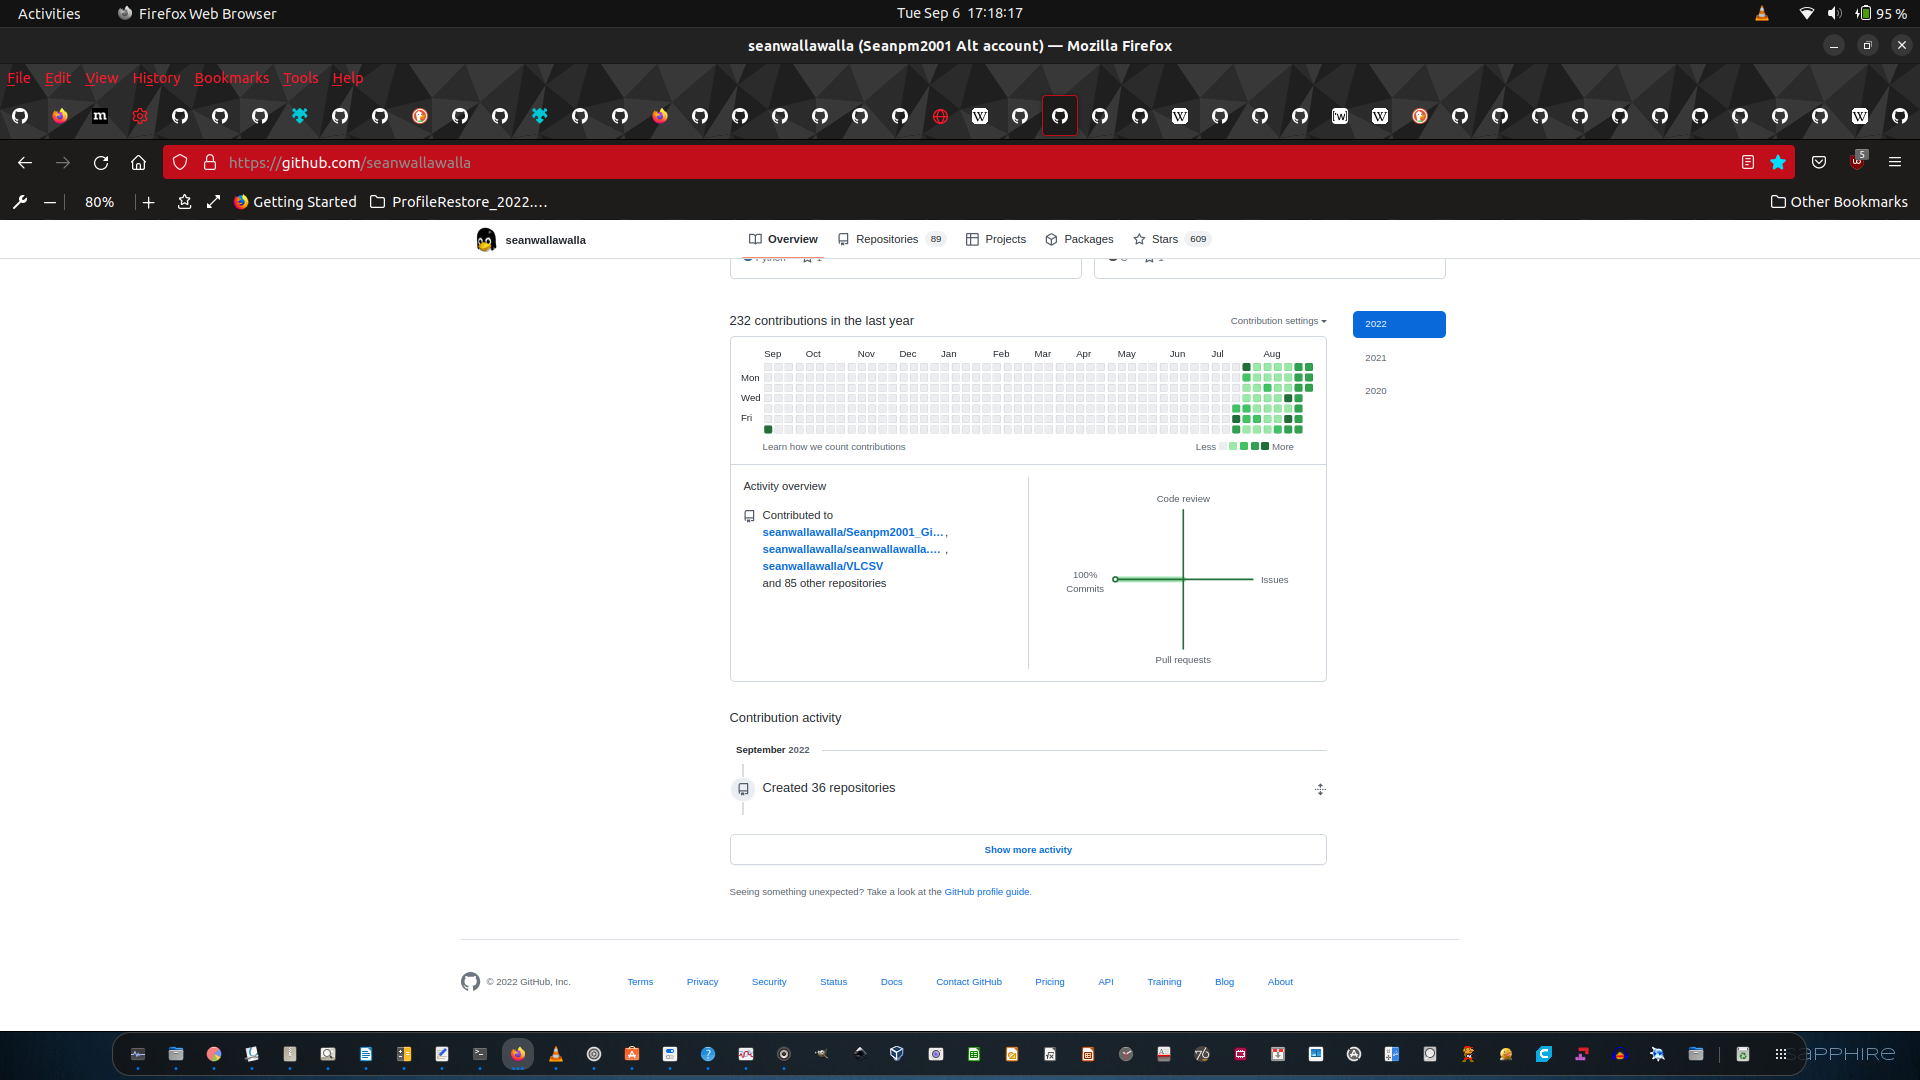 Activities Firefox Web Browser Tue Sep 6 17:18:17 95 %
seanwallawalla (Seanpm2001 Alt account) — Mozilla Firefox
File Edit View History Bookmarks Tools Help
https://github.com/seanwallawalla 5
80% Getting Started ProfileRestore_2022.… Other Bookmarks
seanwallawalla Overview Repositories 89 Projects Packages Stars 609
232 contributions in the last year Contribution settings 2022
2021
2020
Sep Oct Nov Dec Jan Feb Mar Apr May Jun Jul Aug
Mon
Wed
Fri
Learn how we count contributions Less More
Activity overview
Contributed to
seanwallawalla/Seanpm2001_Gi… ,
seanwallawalla/seanwallawalla.… ,
seanwallawalla/VLCSV
and 85 other repositories
Code review
100%
Commits
Issues
Pull requests
Contribution activity
September 2022
Created 36 repositories
Show more activity
Seeing something unexpected? Take a look at the GitHub profile guide.
© 2022 GitHub, Inc. Terms Privacy Security Status Docs Contact GitHub Pricing API Training Blog About
SAPPHIRE